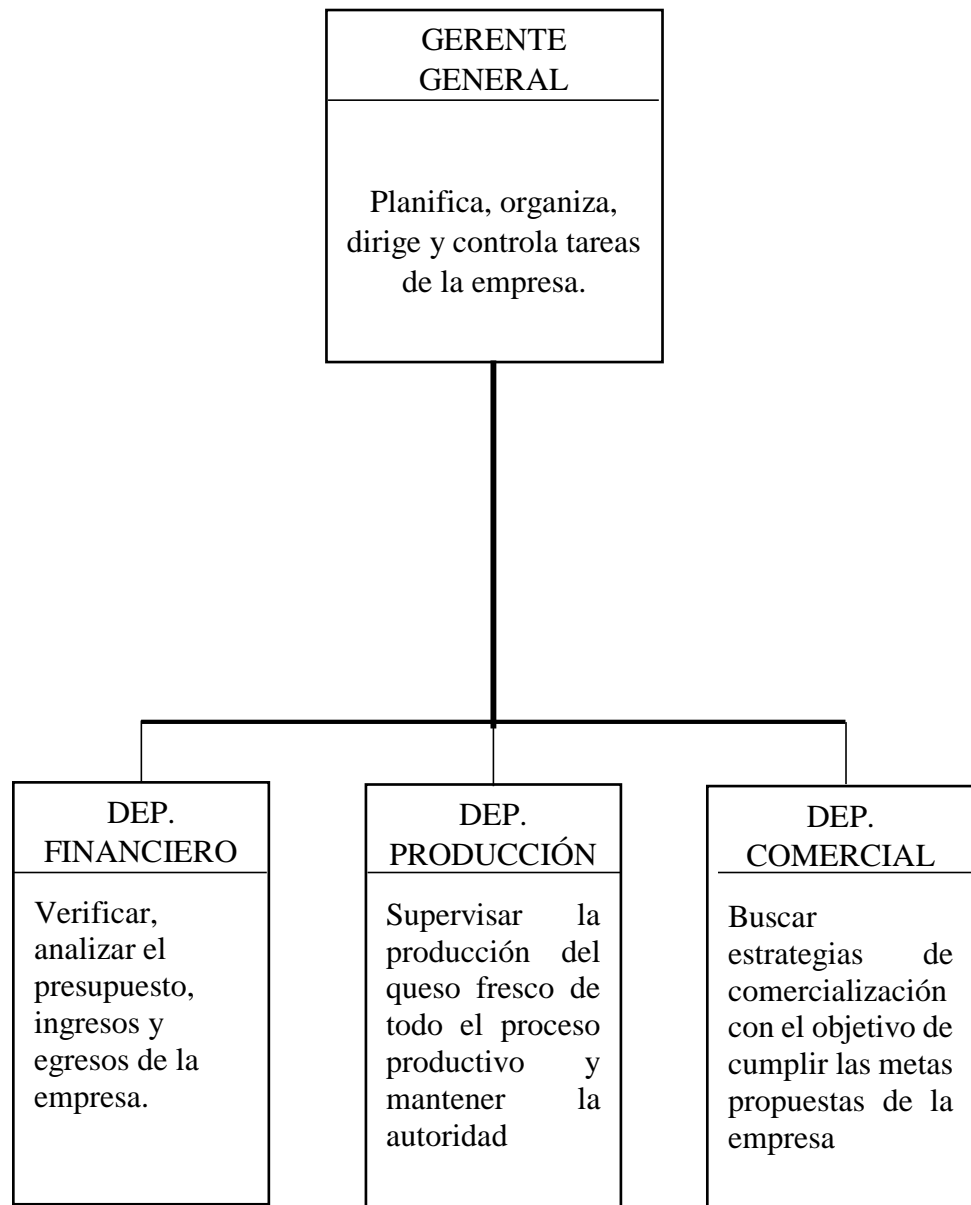 GERENTE
GENERAL
Planifica, organiza,
dirige y controla tareas
de la empresa.
DEP.
FINANCIERO
Verificar,
analizar el
presupuesto,
ingresos y
egresos de la
empresa.
DEP.
PRODUCCIÓN
Supervisar la
producción del
queso fresco de
todo el proceso
productivo y
mantener la
autoridad
DEP.
COMERCIAL
Buscar
estrategias de
comercialización
con el objetivo de
cumplir las metas
propuestas de la
empresa